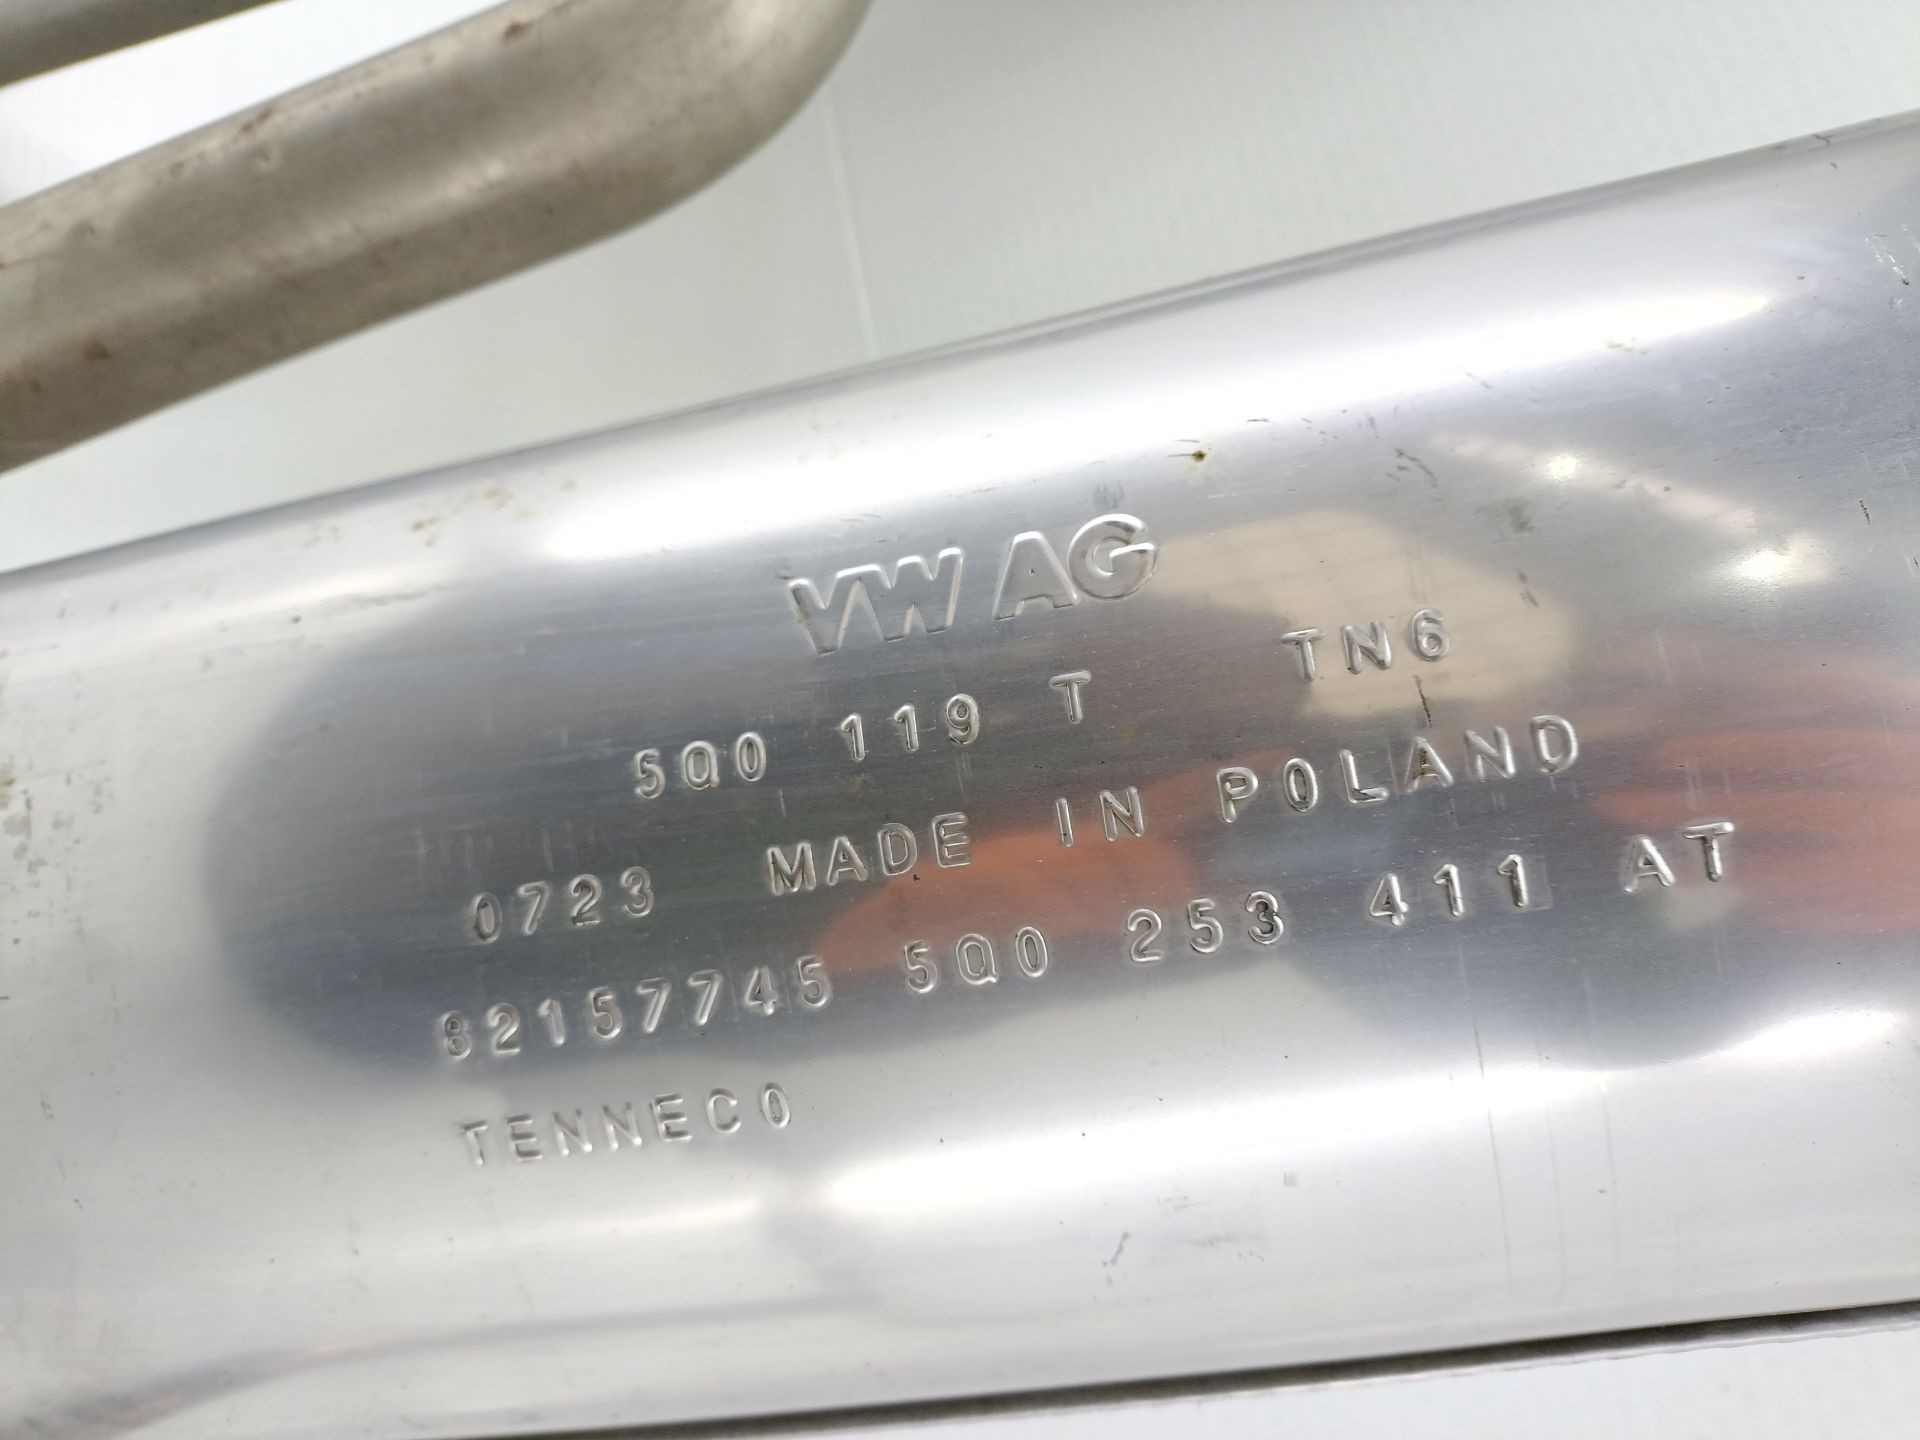 VW AG
5Q0 119 T TN6
0723 MADE IN POLAND
82157745 5Q0 253 411 AT
TENNECO